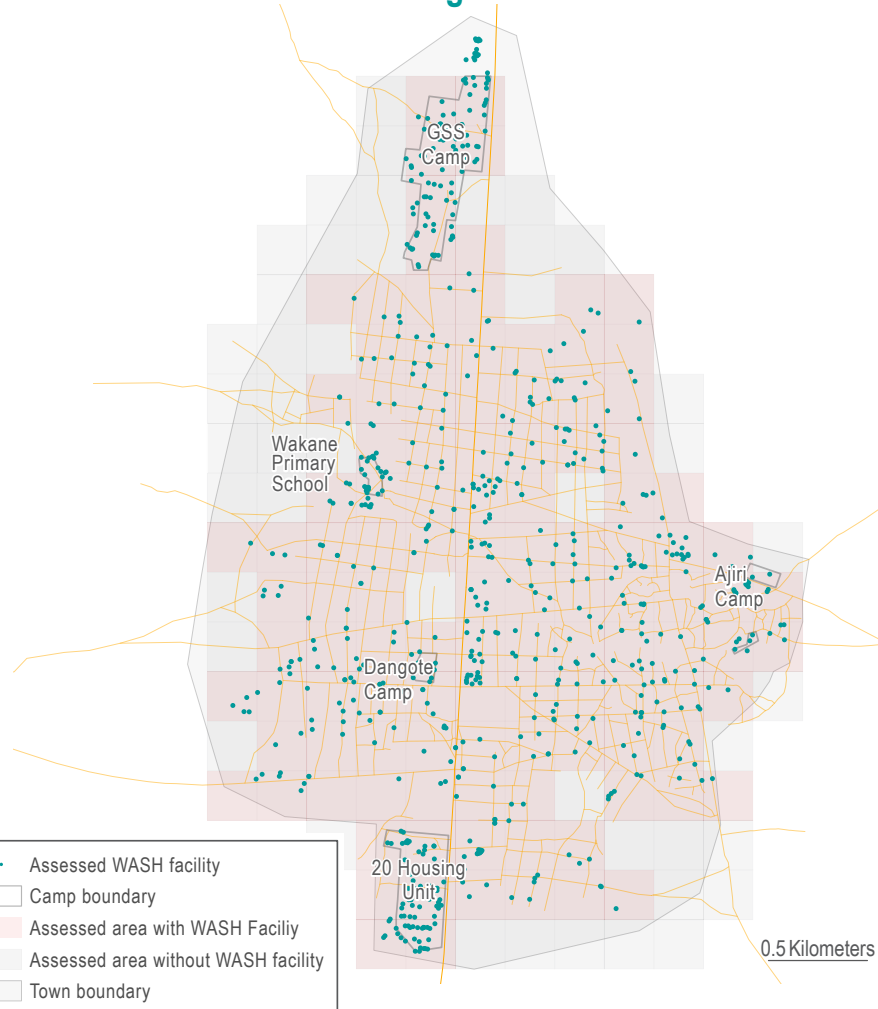 GSS
Camp
Wakane
Primary
School
Ajiri
Camp
Dangote
Camp
20 Housing
Unit
Assessed WASH facility
Camp boundary
Assessed area with WASH Faciliy
Assessed area without WASH facility
Town boundary
0.5 Kilometers